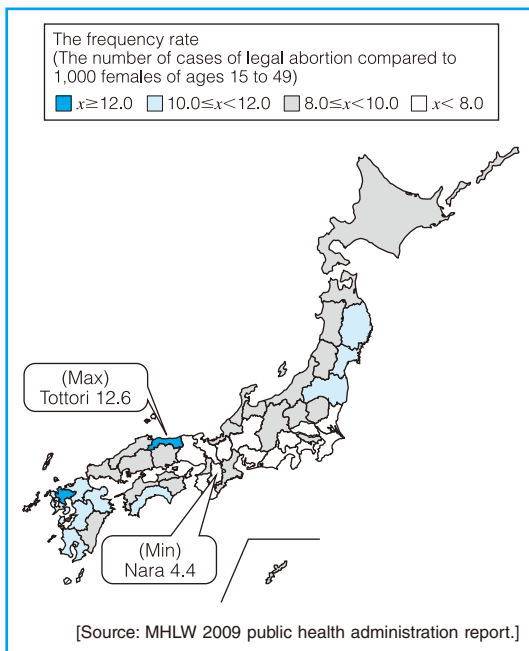 The frequency rate
(The number of cases of legal abortion compared to
1,000 females of ages 15 to 49)
x≥12.0 10.0≤x<12.0 8.0≤x<10.0 x< 8.0
(Max)
Tottori 12.6
(Min)
Nara 4.4
[Source: MHLW 2009 public health administration report.]